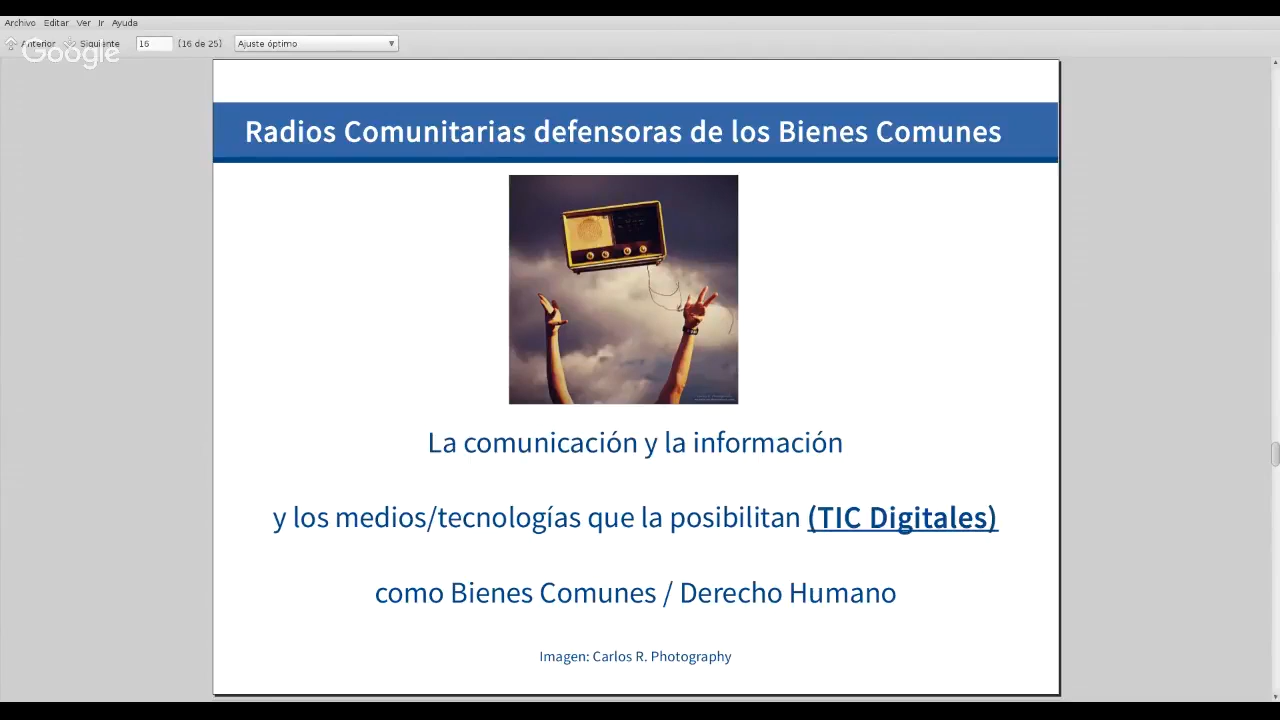 Archivo Editar Ver Ir Ayuda
Anterior Siguiente 16 (16 de 25) Ajuste óptimo
Google
Radios Comunitarias defensoras de los Bienes Comunes
La comunicación y la información
y los medios/tecnologías que la posibilitan (TIC Digitales)
como Bienes Comunes / Derecho Humano
Imagen: Carlos R. Photography